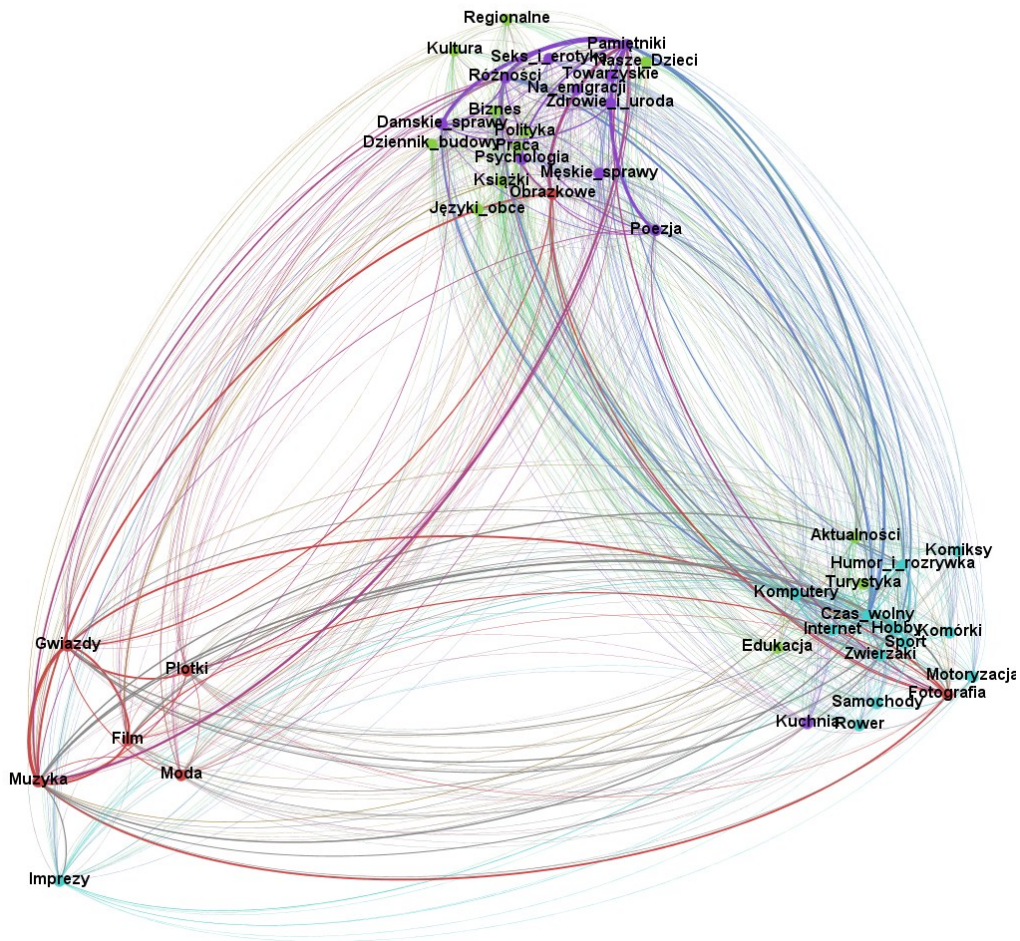 Regionalne
Kultura
Pamiętniki
Seks_i_erotyka
Nasze_Dzieci
Różności
Towarzyskie
Na_emigracji
Zdrowie_i_uroda
Biznes
Damskie_sprawy
Polityka
Dziennik_budowy
Praca
Psychologia
Męskie_sprawy
Książki
Obrazkowe
Języki_obce
Poezja
Aktualności
Komiksy
Humor_i_rozrywka
Turystyka
Komputery
Czas_wolny
Internet
Hobby
Komórki
Sport
Edukacja
Zwierzaki
Gwiazdy
Plotki
Motoryzacja
Fotografia
Samochody
Kuchnia
Rower
Film
Moda
Muzyka
Imprezy